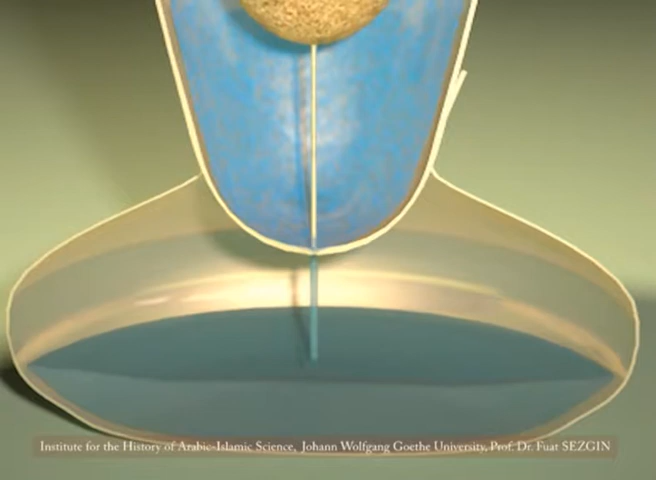 Institute for the History of Arabic-Islamic Science, Johann Wolfgang Goethe University, Prof. Dr. Fuat SEZGIN